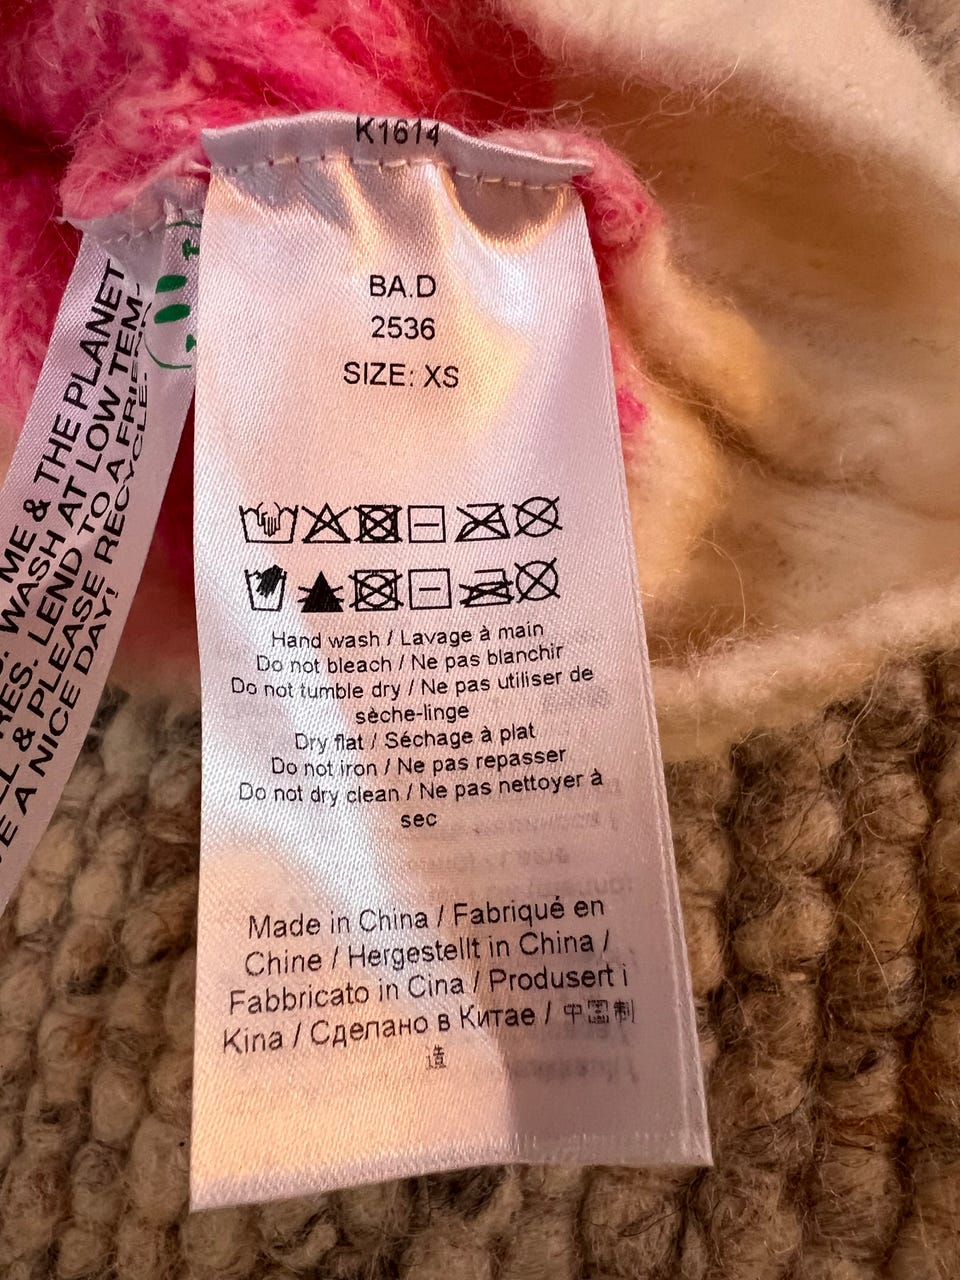 K1614
BA.D
2536
SIZE: XS
Hand wash / Lavage à main
Do not bleach / Ne pas blanchir
Do not tumble dry / Ne pas utiliser de
sèche-linge
Dry flat / Séchage à plat
Do not iron / Ne pas repasser
Do not dry clean / Ne pas nettoyer à
sec
Made in China / Fabriqué en
Chine / Hergestellt in China /
Fabbricato in Cina / Produsert i
Kina / Сделано в Китае / 中国制
造
ME & THE PLANET
WASH AT LOW TEM-
RES. LEND TO A FRIEND
& PLEASE RECYCLE.
A NICE DAY!